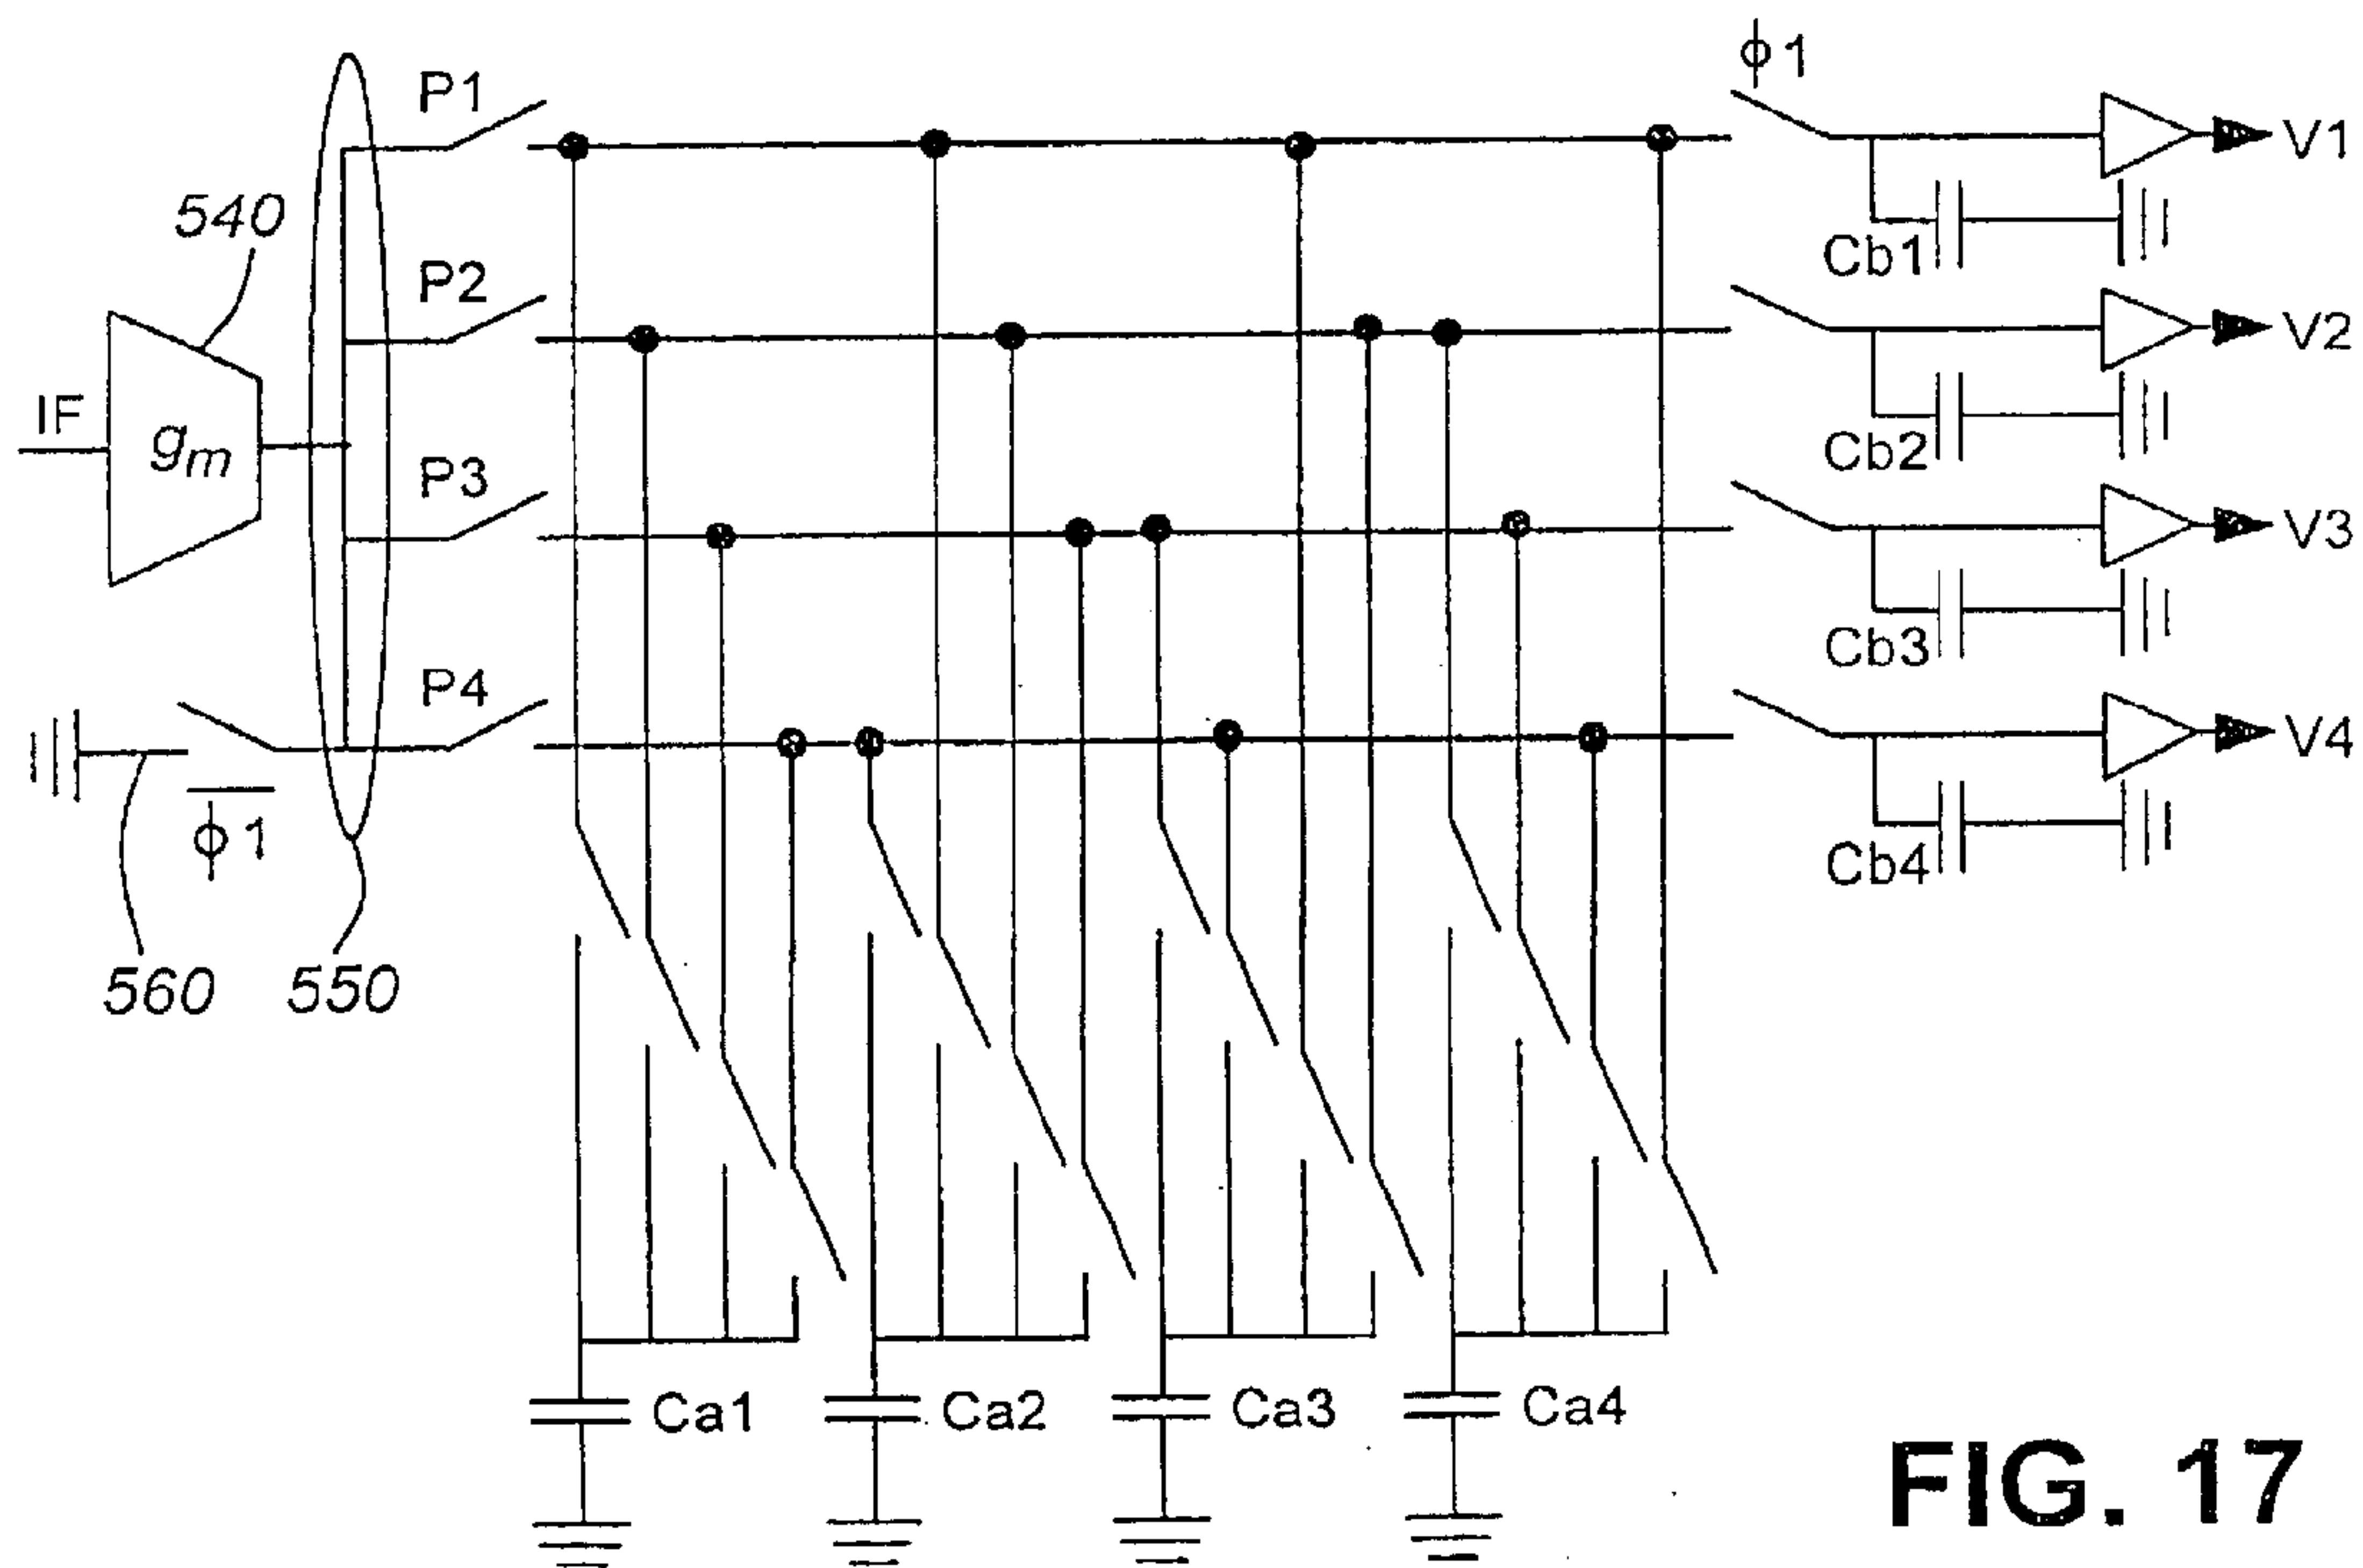 ϕ1
P1
V1
540
Cb1
P2
V2
IF
gm
Cb2
P3
V3
Cb3
P4
V4
ϕ1
Cb4
560
550
Ca1
Ca2
Ca3
Ca4
FIG. 17